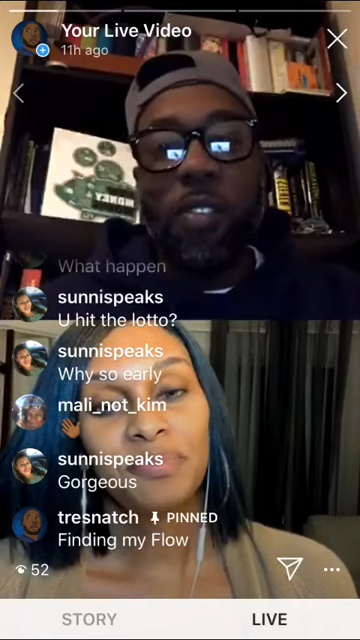 Your Live Video
11h ago
MONEY
What happen
sunnispeaks
U hit the lotto?
sunnispeaks
Why so early
mali_not_kim
sunnispeaks
Gorgeous
tresnatch PINNED
Finding my Flow
52
STORY LIVE